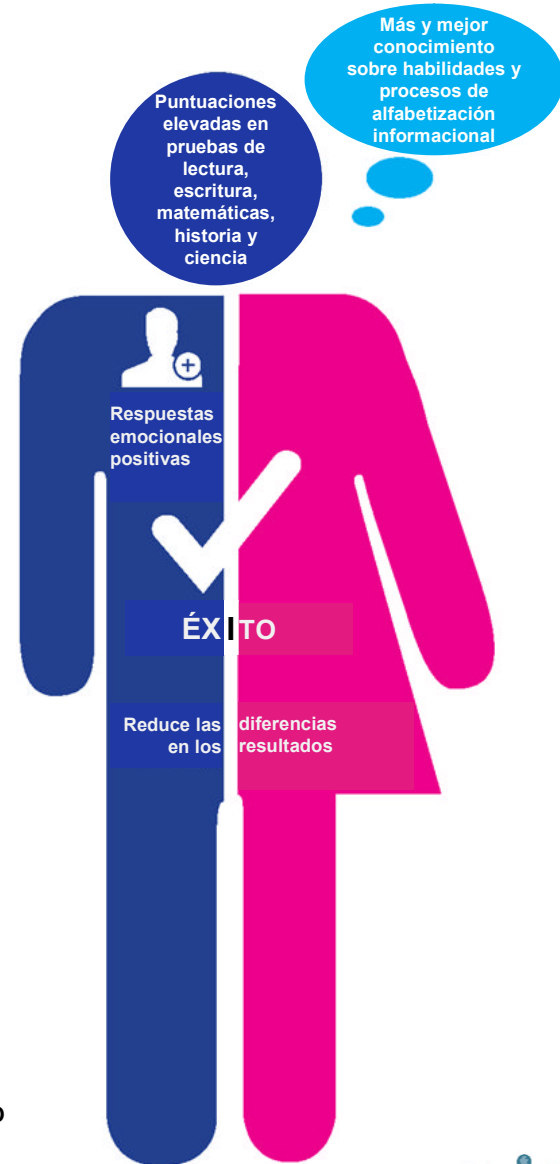 Más y mejor
conocimiento
sobre habilidades y
procesos de
alfabetización
informacional
Puntuaciones
elevadas en
pruebas de
lectura,
escritura,
matemáticas,
historia y
ciencia
Respuestas
emocionales
positivas
ÉXITO
Reduce las diferencias
en los resultados
o